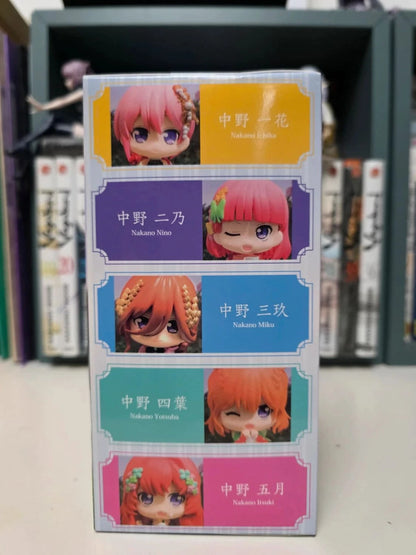 中野 一花
Nakano Ichika
中野 二乃
Nakano Nino
中野 三玖
Nakano Miku
中野 四葉
Nakano Yotsuba
中野 五月
Nakano Itsuki
20